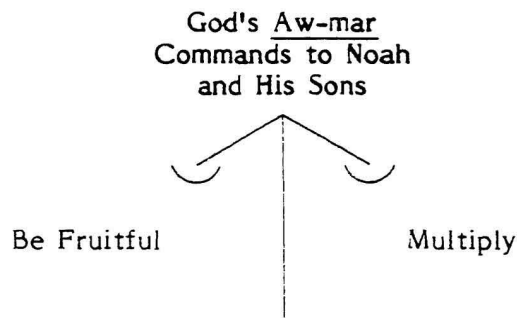 God's Aw-mar
Commands to Noah
and His Sons
Be Fruitful
Multiply